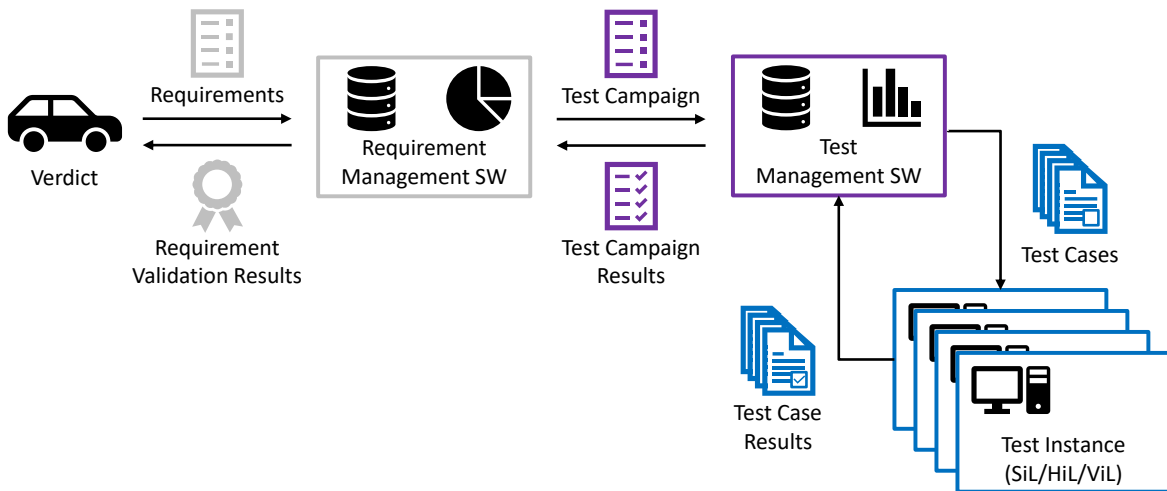 Requirements
Verdict
Requirement
Validation Results
Requirement
Management SW
Test Campaign
Test Campaign
Results
Test
Management SW
Test Cases
Test Case
Results
Test Instance
(SiL/HiL/ViL)